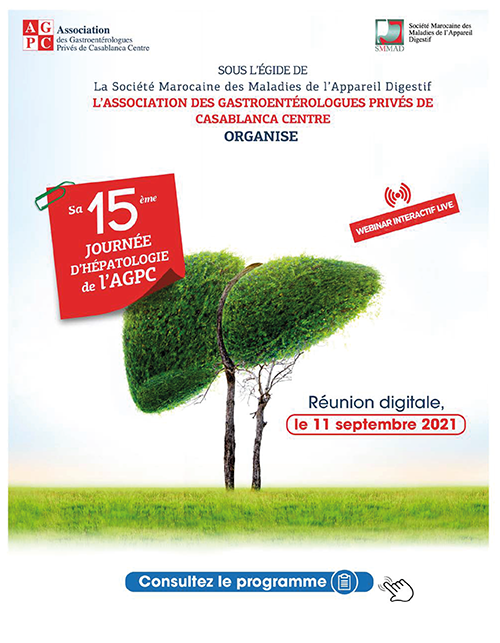 AG
PC
Association
des Gastroentérologues
Privés de Casablanca Centre
SMMAD
Société Marocaine des
Maladies de l'Appareil
Digestif
SOUS L'ÉGIDE DE
La Société Marocaine des Maladies de l'Appareil Digestif
L'ASSOCIATION DES GASTROENTÉROLOGUES PRIVÉS DE
CASABLANCA CENTRE
ORGANISE
Sa 15ème
JOURNÉE
D'HÉPATOLOGIE
de l'AGPC
WEBINAR INTERACTIF LIVE
Réunion digitale,
le 11 septembre 2021
Consultez le programme